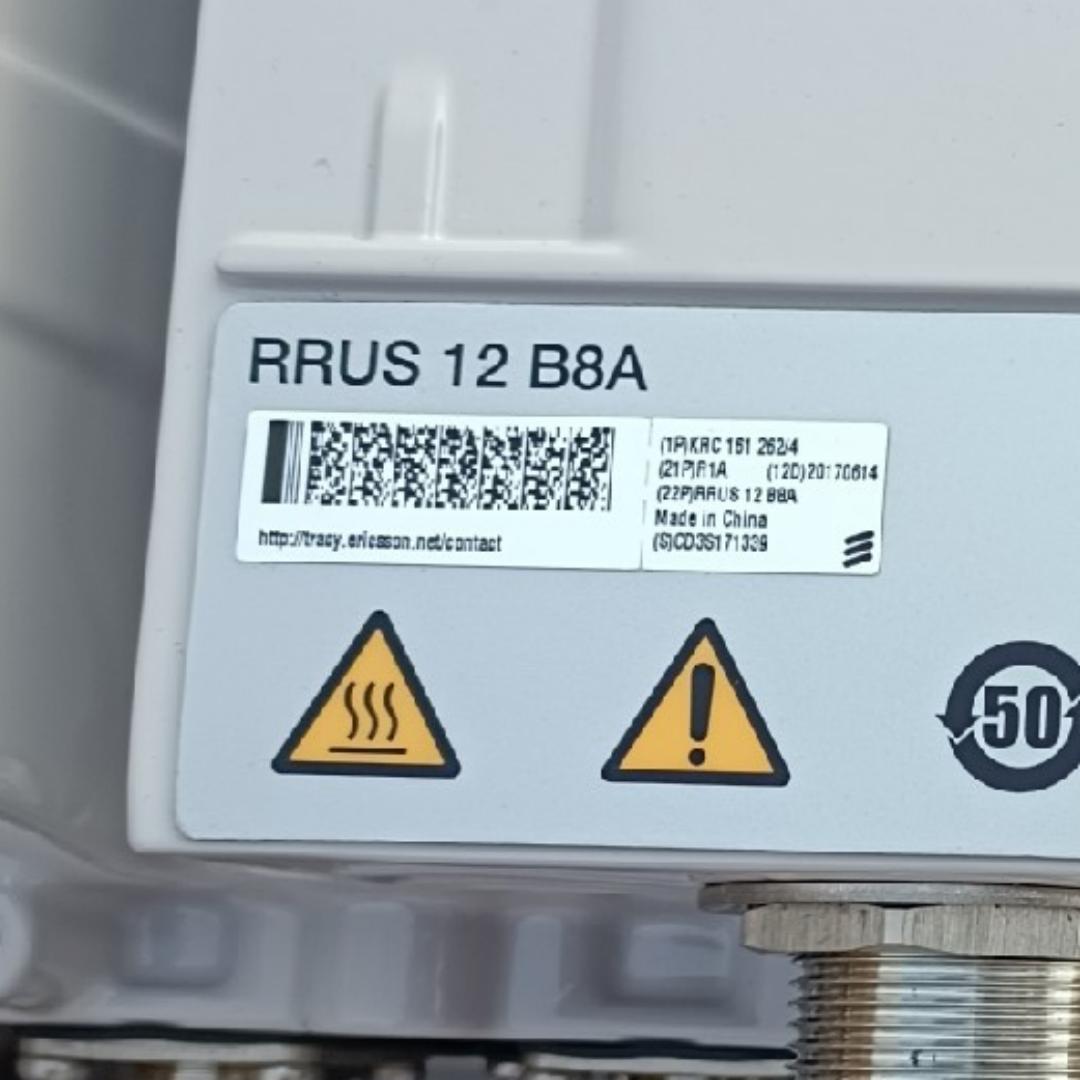 RRUS 12 B8A
(1P)KRC 161 262/4
(21P)R1A (12D)20170614
(22P)RRUS 12 B8A
Made in China
(S)CD3S171339
http://tracy.ericsson.net/contact
50